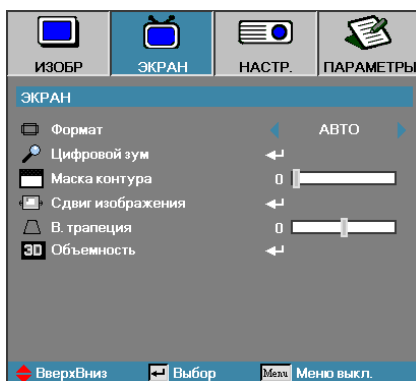 ИЗОБР ЭКРАН НАСТР. ПАРАМЕТРЫ
ЭКРАН
Формат АВТО
Цифровой зум
Маска контура 0
Сдвиг изображения
В. трапеция 0
3D Объемность
ВверхВниз Выбор Menu Меню выкл.